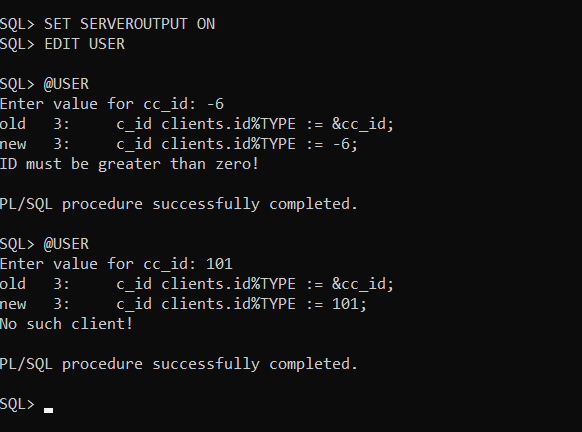 SQL> SET SERVEROUTPUT ON
SQL> EDIT USER
SQL> @USER
Enter value for cc_id: -6
old   3:     c_id clients.id%TYPE := &cc_id;
new   3:     c_id clients.id%TYPE := -6;
ID must be greater than zero!
PL/SQL procedure successfully completed.
SQL> @USER
Enter value for cc_id: 101
old   3:     c_id clients.id%TYPE := &cc_id;
new   3:     c_id clients.id%TYPE := 101;
No such client!
PL/SQL procedure successfully completed.
SQL>